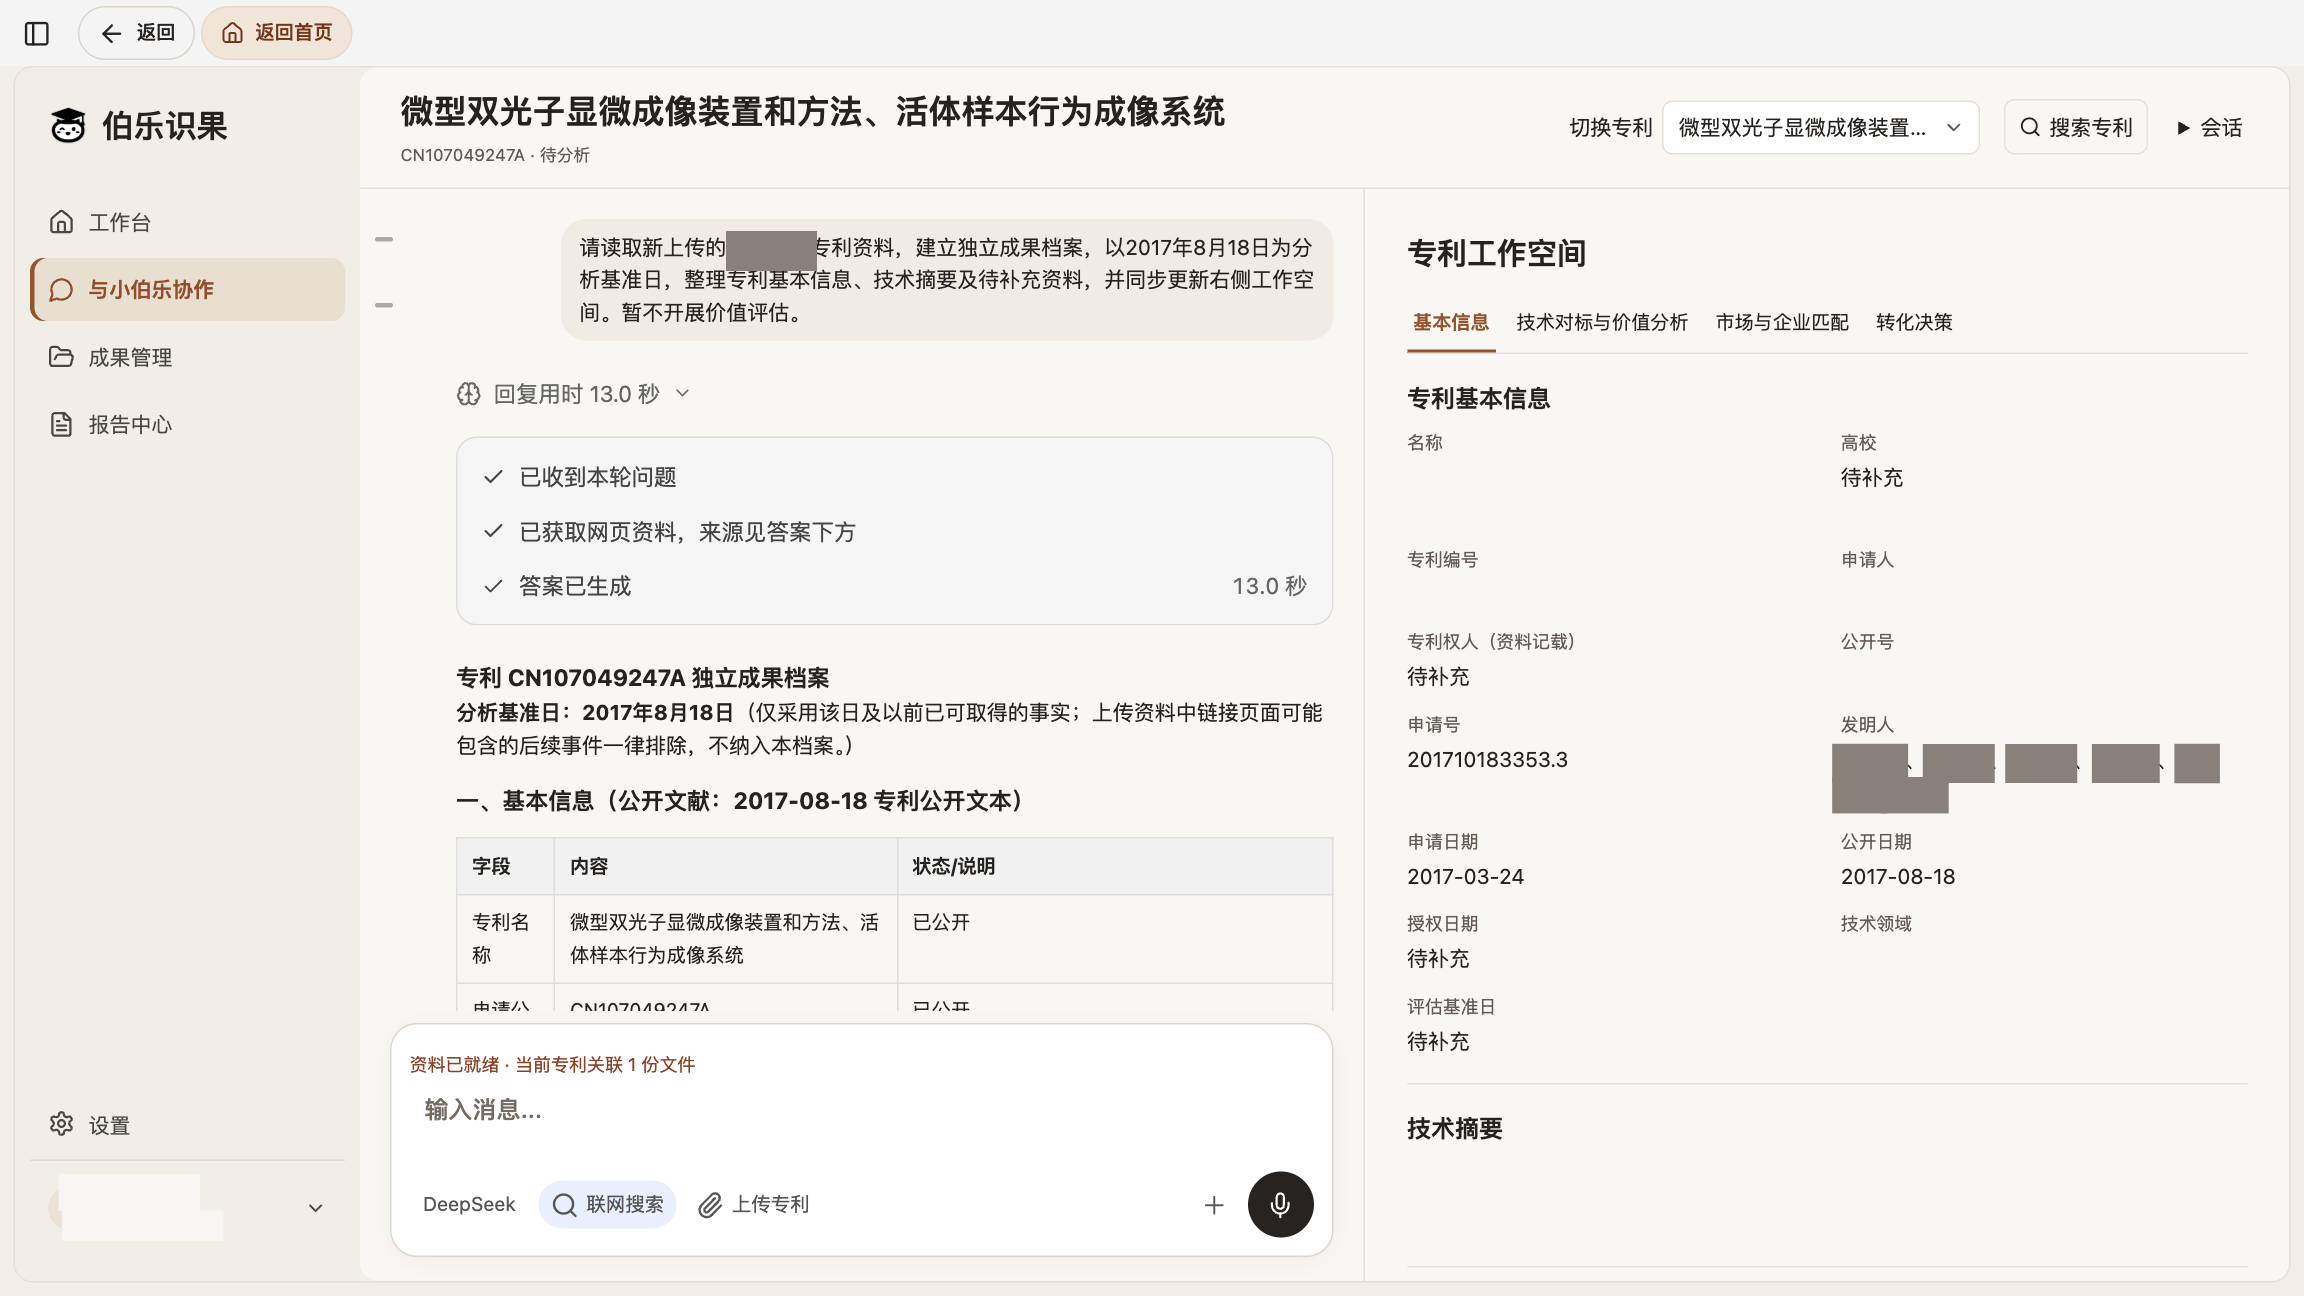 返回
返回首页
伯乐识果
工作台
与小伯乐协作
成果管理
报告中心
设置
微型双光子显微成像装置和方法、活体样本行为成像系统
CN107049247A · 待分析
切换专利
微型双光子显微成像装置...
搜索专利
会话
请读取新上传的 专利资料，建立独立成果档案，以2017年8月18日为分
析基准日，整理专利基本信息、技术摘要及待补充资料，并同步更新右侧工作空
间。暂不开展价值评估。
回复用时 13.0 秒
已收到本轮问题
已获取网页资料，来源见答案下方
答案已生成
13.0 秒
专利 CN107049247A 独立成果档案
分析基准日：2017年8月18日（仅采用该日及以前已可取得的事实；上传资料中链接页面可能
包含的后续事件一律排除，不纳入本档案。）
一、基本信息（公开文献：2017-08-18 专利公开文本）
字段 内容 状态/说明
专利名 微型双光子显微成像装置和方法、活 已公开
称 体样本行为成像系统
申请公 CN107049247A 已公开
资料已就绪 · 当前专利关联 1 份文件
输入消息...
DeepSeek
联网搜索
上传专利
专利工作空间
基本信息 技术对标与价值分析 市场与企业匹配 转化决策
专利基本信息
名称
高校
待补充
专利编号
申请人
专利权人（资料记载）
待补充
公开号
申请号
201710183353.3
发明人
申请日期
2017-03-24
公开日期
2017-08-18
授权日期
待补充
技术领域
评估基准日
待补充
技术摘要